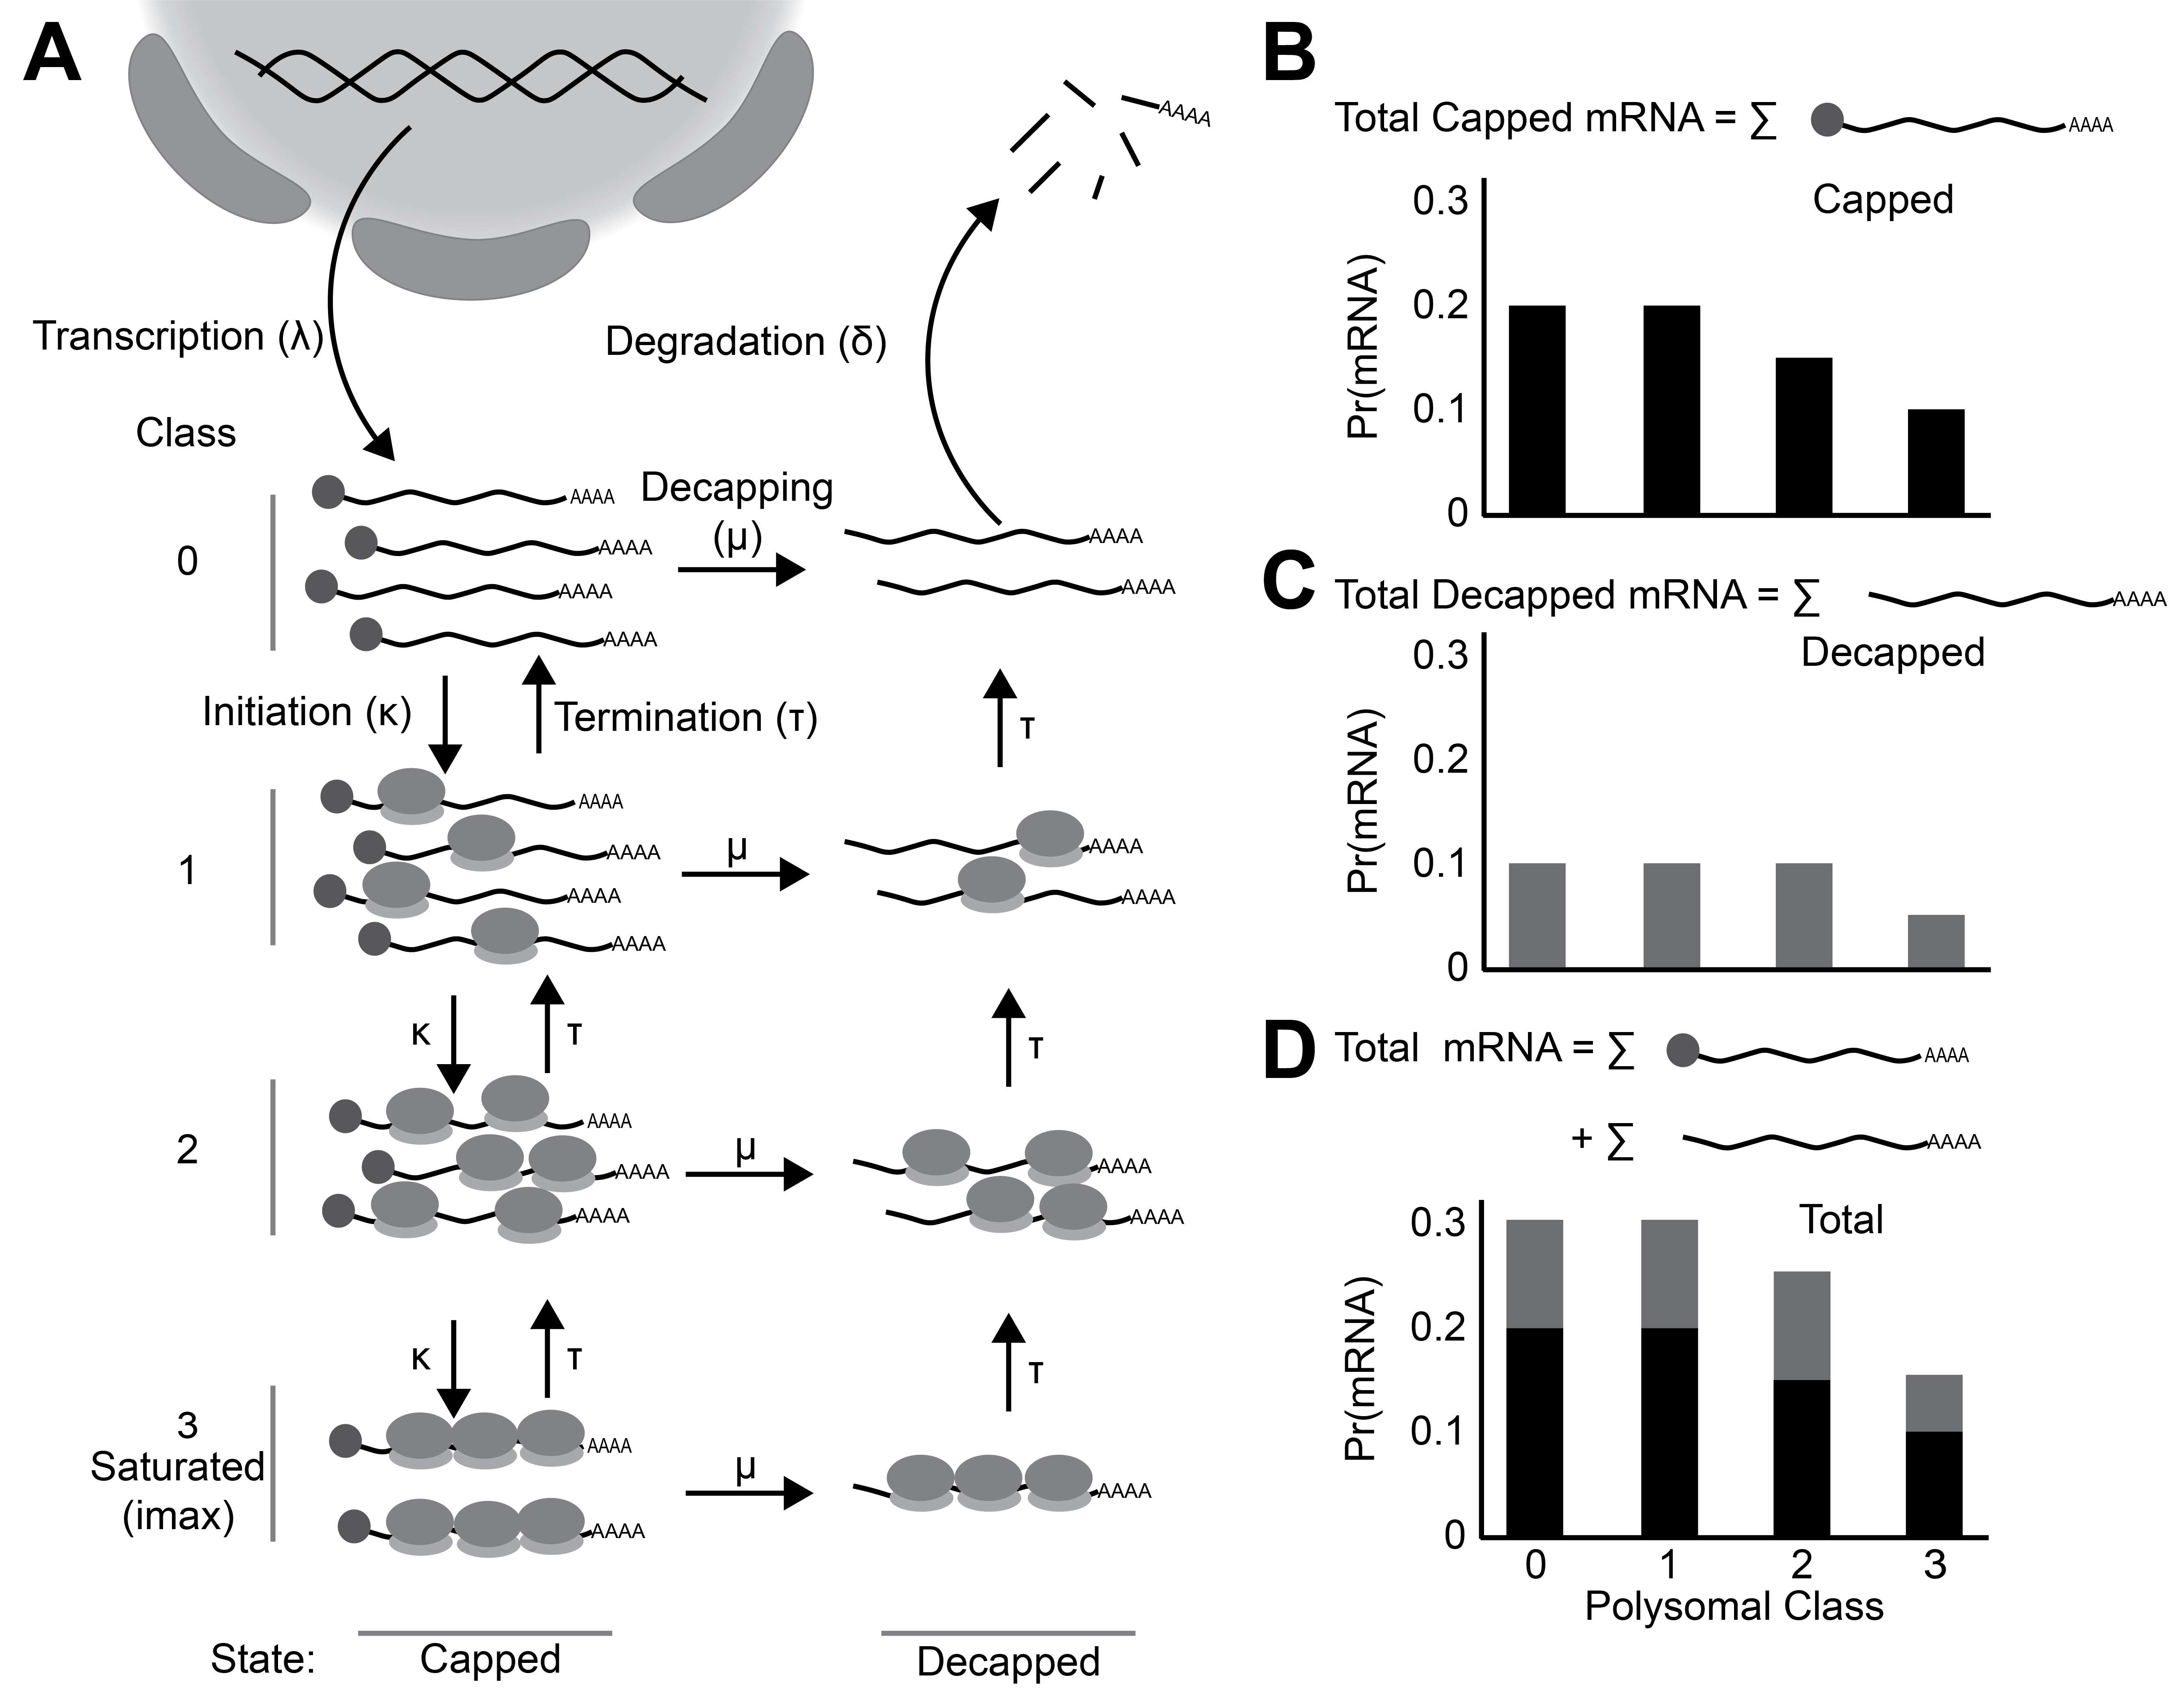 A
AAAA
Transcription (λ)
Degradation (δ)
Class
0
AAAA
AAAA
AAAA
AAAA
Decapping
(μ)
AAAA
AAAA
Initiation (κ)
Termination (τ)
τ
1
AAAA
AAAA
AAAA
AAAA
μ
AAAA
AAAA
κ
τ
τ
2
AAAA
AAAA
AAAA
μ
AAAA
AAAA
κ
τ
τ
3
Saturated
(imax)
AAAA
AAAA
μ
AAAA
State:
Capped
Decapped
B
Total Capped mRNA = ∑
AAAA
Capped
Pr(mRNA)
0.3
0.2
0.1
0
C
Total Decapped mRNA = ∑
AAAA
Decapped
Pr(mRNA)
0.3
0.2
0.1
0
D
Total mRNA = ∑
AAAA
+ ∑
AAAA
Total
Pr(mRNA)
0.3
0.2
0.1
0
0 1 2 3
Polysomal Class